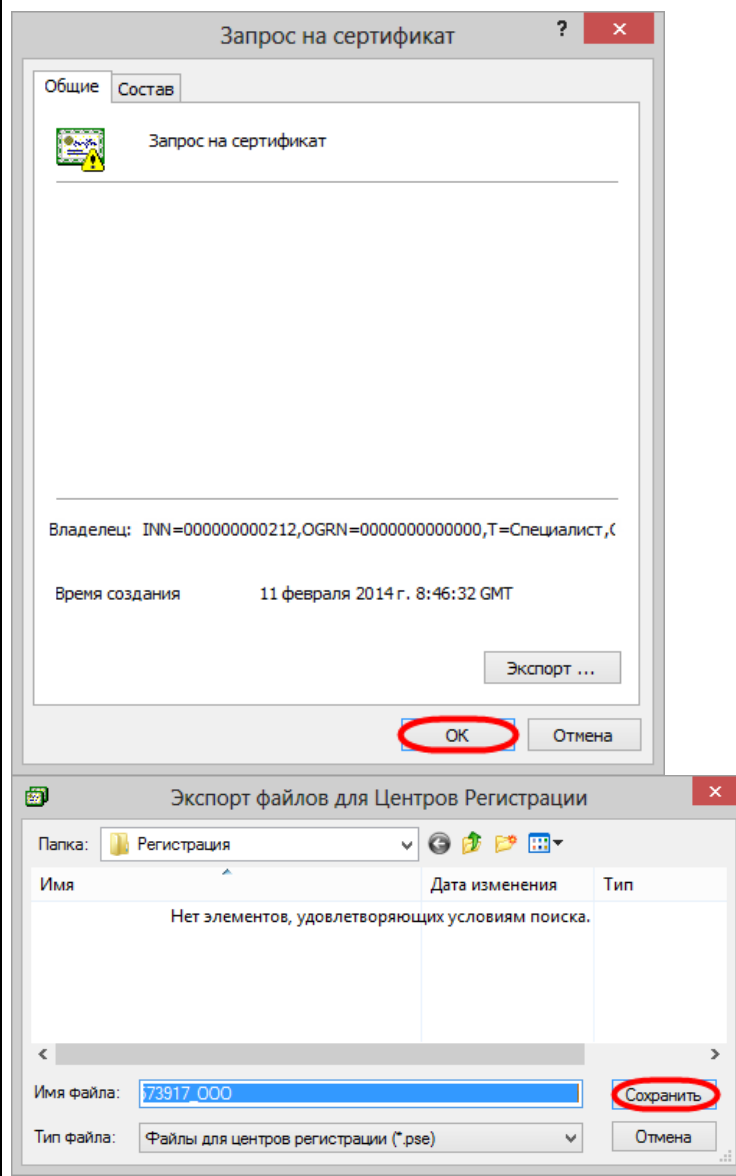 Запрос на сертификат
?
Общие Состав
Запрос на сертификат
Владелец: INN=000000000212,OGRN=0000000000000,T=Специалист,
Время создания 11 февраля 2014 г. 8:46:32 GMT
Экспорт ...
ОК Отмена
Экспорт файлов для Центров Регистрации
Папка: Регистрация
Имя Дата изменения Тип
Нет элементов, удовлетворяющих условиям поиска.
Имя файла: 73917_ООО Сохранить
Тип файла: Файлы для центров регистрации (*.pse) Отмена